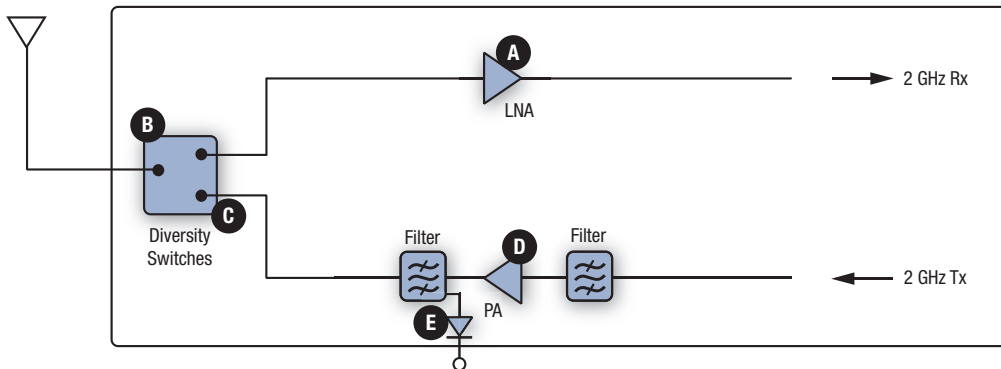 A
2 GHz Rx
LNA
B
C
Diversity
Switches
Filter
D
Filter
2 GHz Tx
PA
E